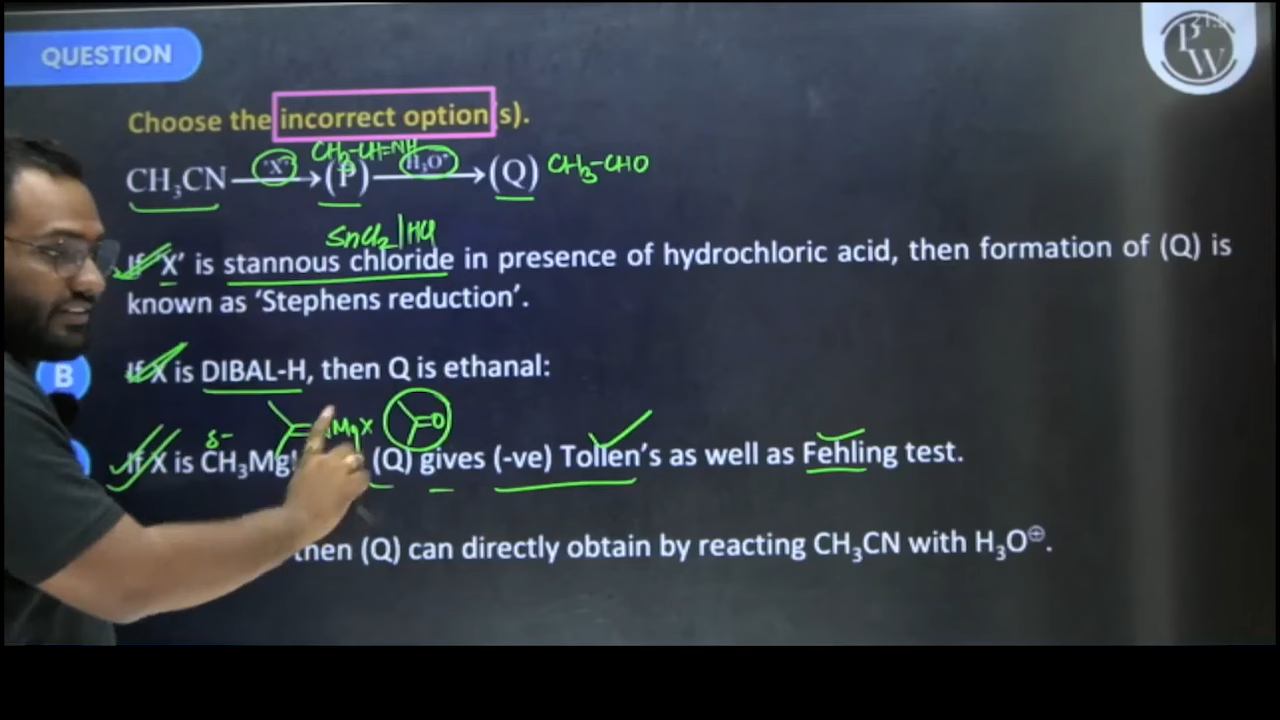 QUESTION
PW
Choose the incorrect option(s).
CH₃-CH=NH
CH₃CN 'X' (P) H₃O⁺ (Q) CH₃-CHO
SnCl₂/HCl
If 'X' is stannous chloride in presence of hydrochloric acid, then formation of (Q) is
known as 'Stephens reduction'.
B If X is DIBAL-H, then Q is ethanal:
MgX O
δ-
If X is CH₃Mg (Q) gives (-ve) Tollen's as well as Fehling test.
then (Q) can directly obtain by reacting CH₃CN with H₃O⊕.